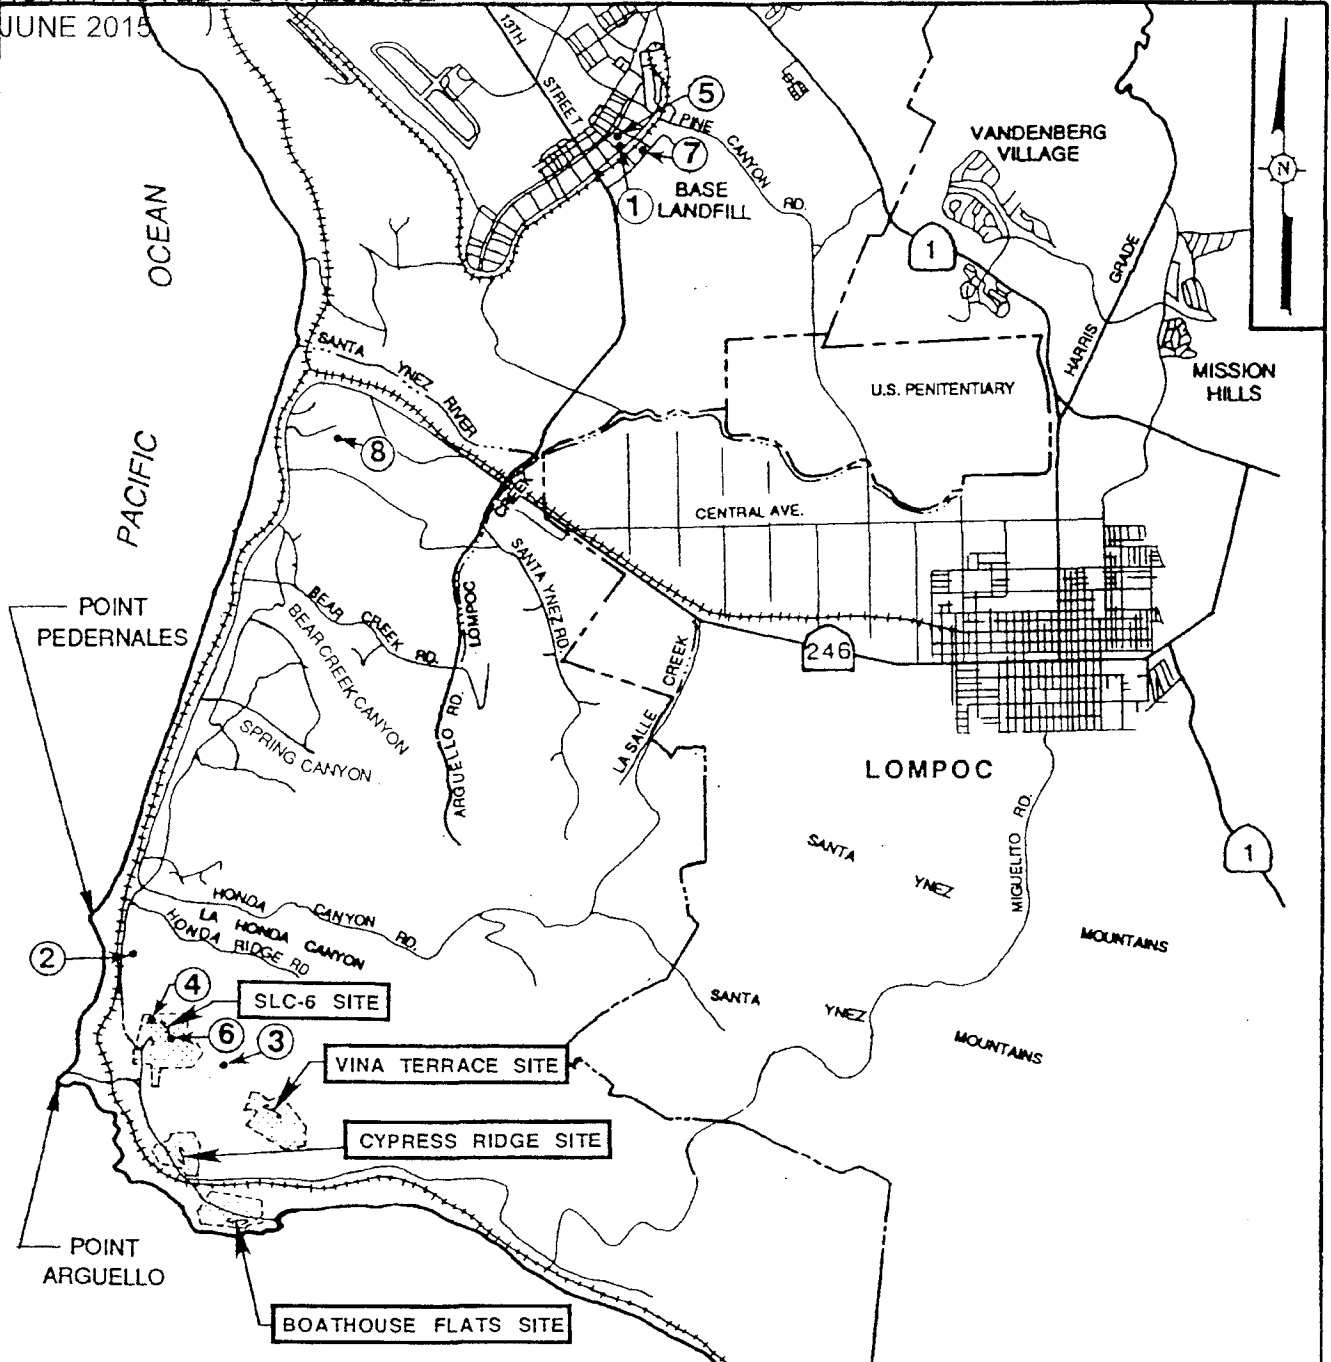 JUNE 2015
13TH
STREET
5
PINE CANYON RD.
7
1
BASE
LANDFILL
VANDENBERG
VILLAGE
N
1
HARRIS GRADE
MISSION
HILLS
U.S. PENITENTIARY
PACIFIC OCEAN
SANTA YNEZ RIVER
8
CENTRAL AVE.
SANTA YNEZ RD.
LOMPOC
BEAR CREEK RD.
BEAR CREEK CANYON
POINT
PEDERNALES
246
LA SALLE CREEK
ARGUELLO RD.
SPRING CANYON
LOMPOC
MIGUELITO RD.
1
SANTA YNEZ MOUNTAINS
HONDA CANYON RD.
LA HONDA CANYON
HONDA RIDGE RD
2
4
SLC-6 SITE
6
3
SANTA YNEZ MOUNTAINS
VINA TERRACE SITE
CYPRESS RIDGE SITE
POINT
ARGUELLO
BOATHOUSE FLATS SITE